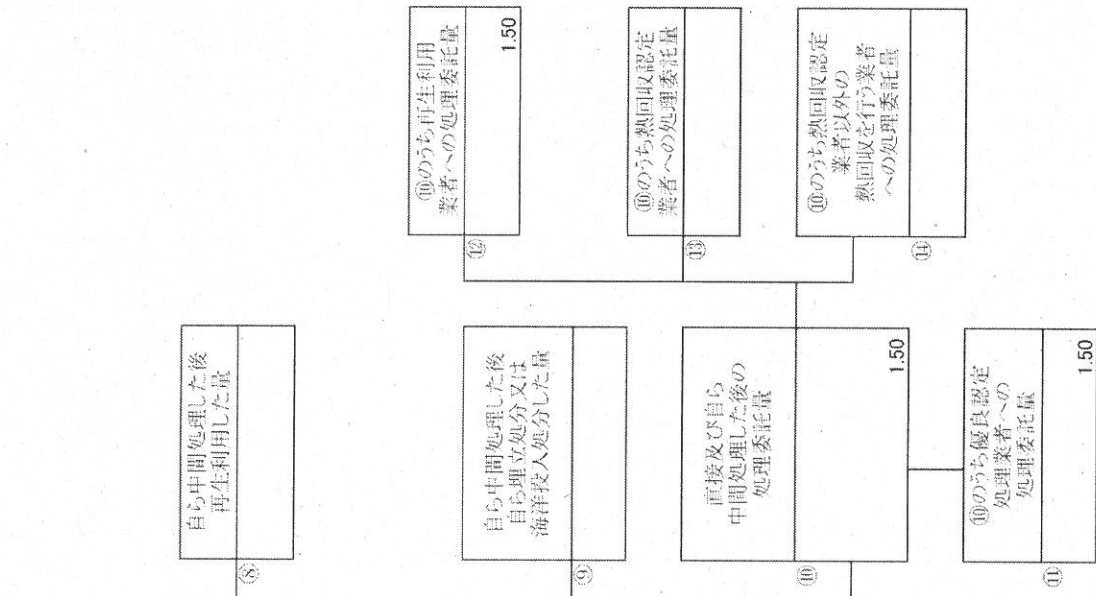 ⑧
自ら中間処理した後
再生利用した量
⑨
自ら中間処理した後
自ら埋立処分又は
海洋投入処分した量
⑩
直接及び自ら
中間処理した後の
処理委託量
1.50
⑪
⑩のうち優良認定
処理業者への
処理委託量
1.50
⑫
⑩のうち再生利用
業者への処理委託量
1.50
⑬
⑩のうち熱回収認定
業者への処理委託量
⑭
⑩のうち熱回収認定
業者以外の
熱回収を行う業者
への処理委託量